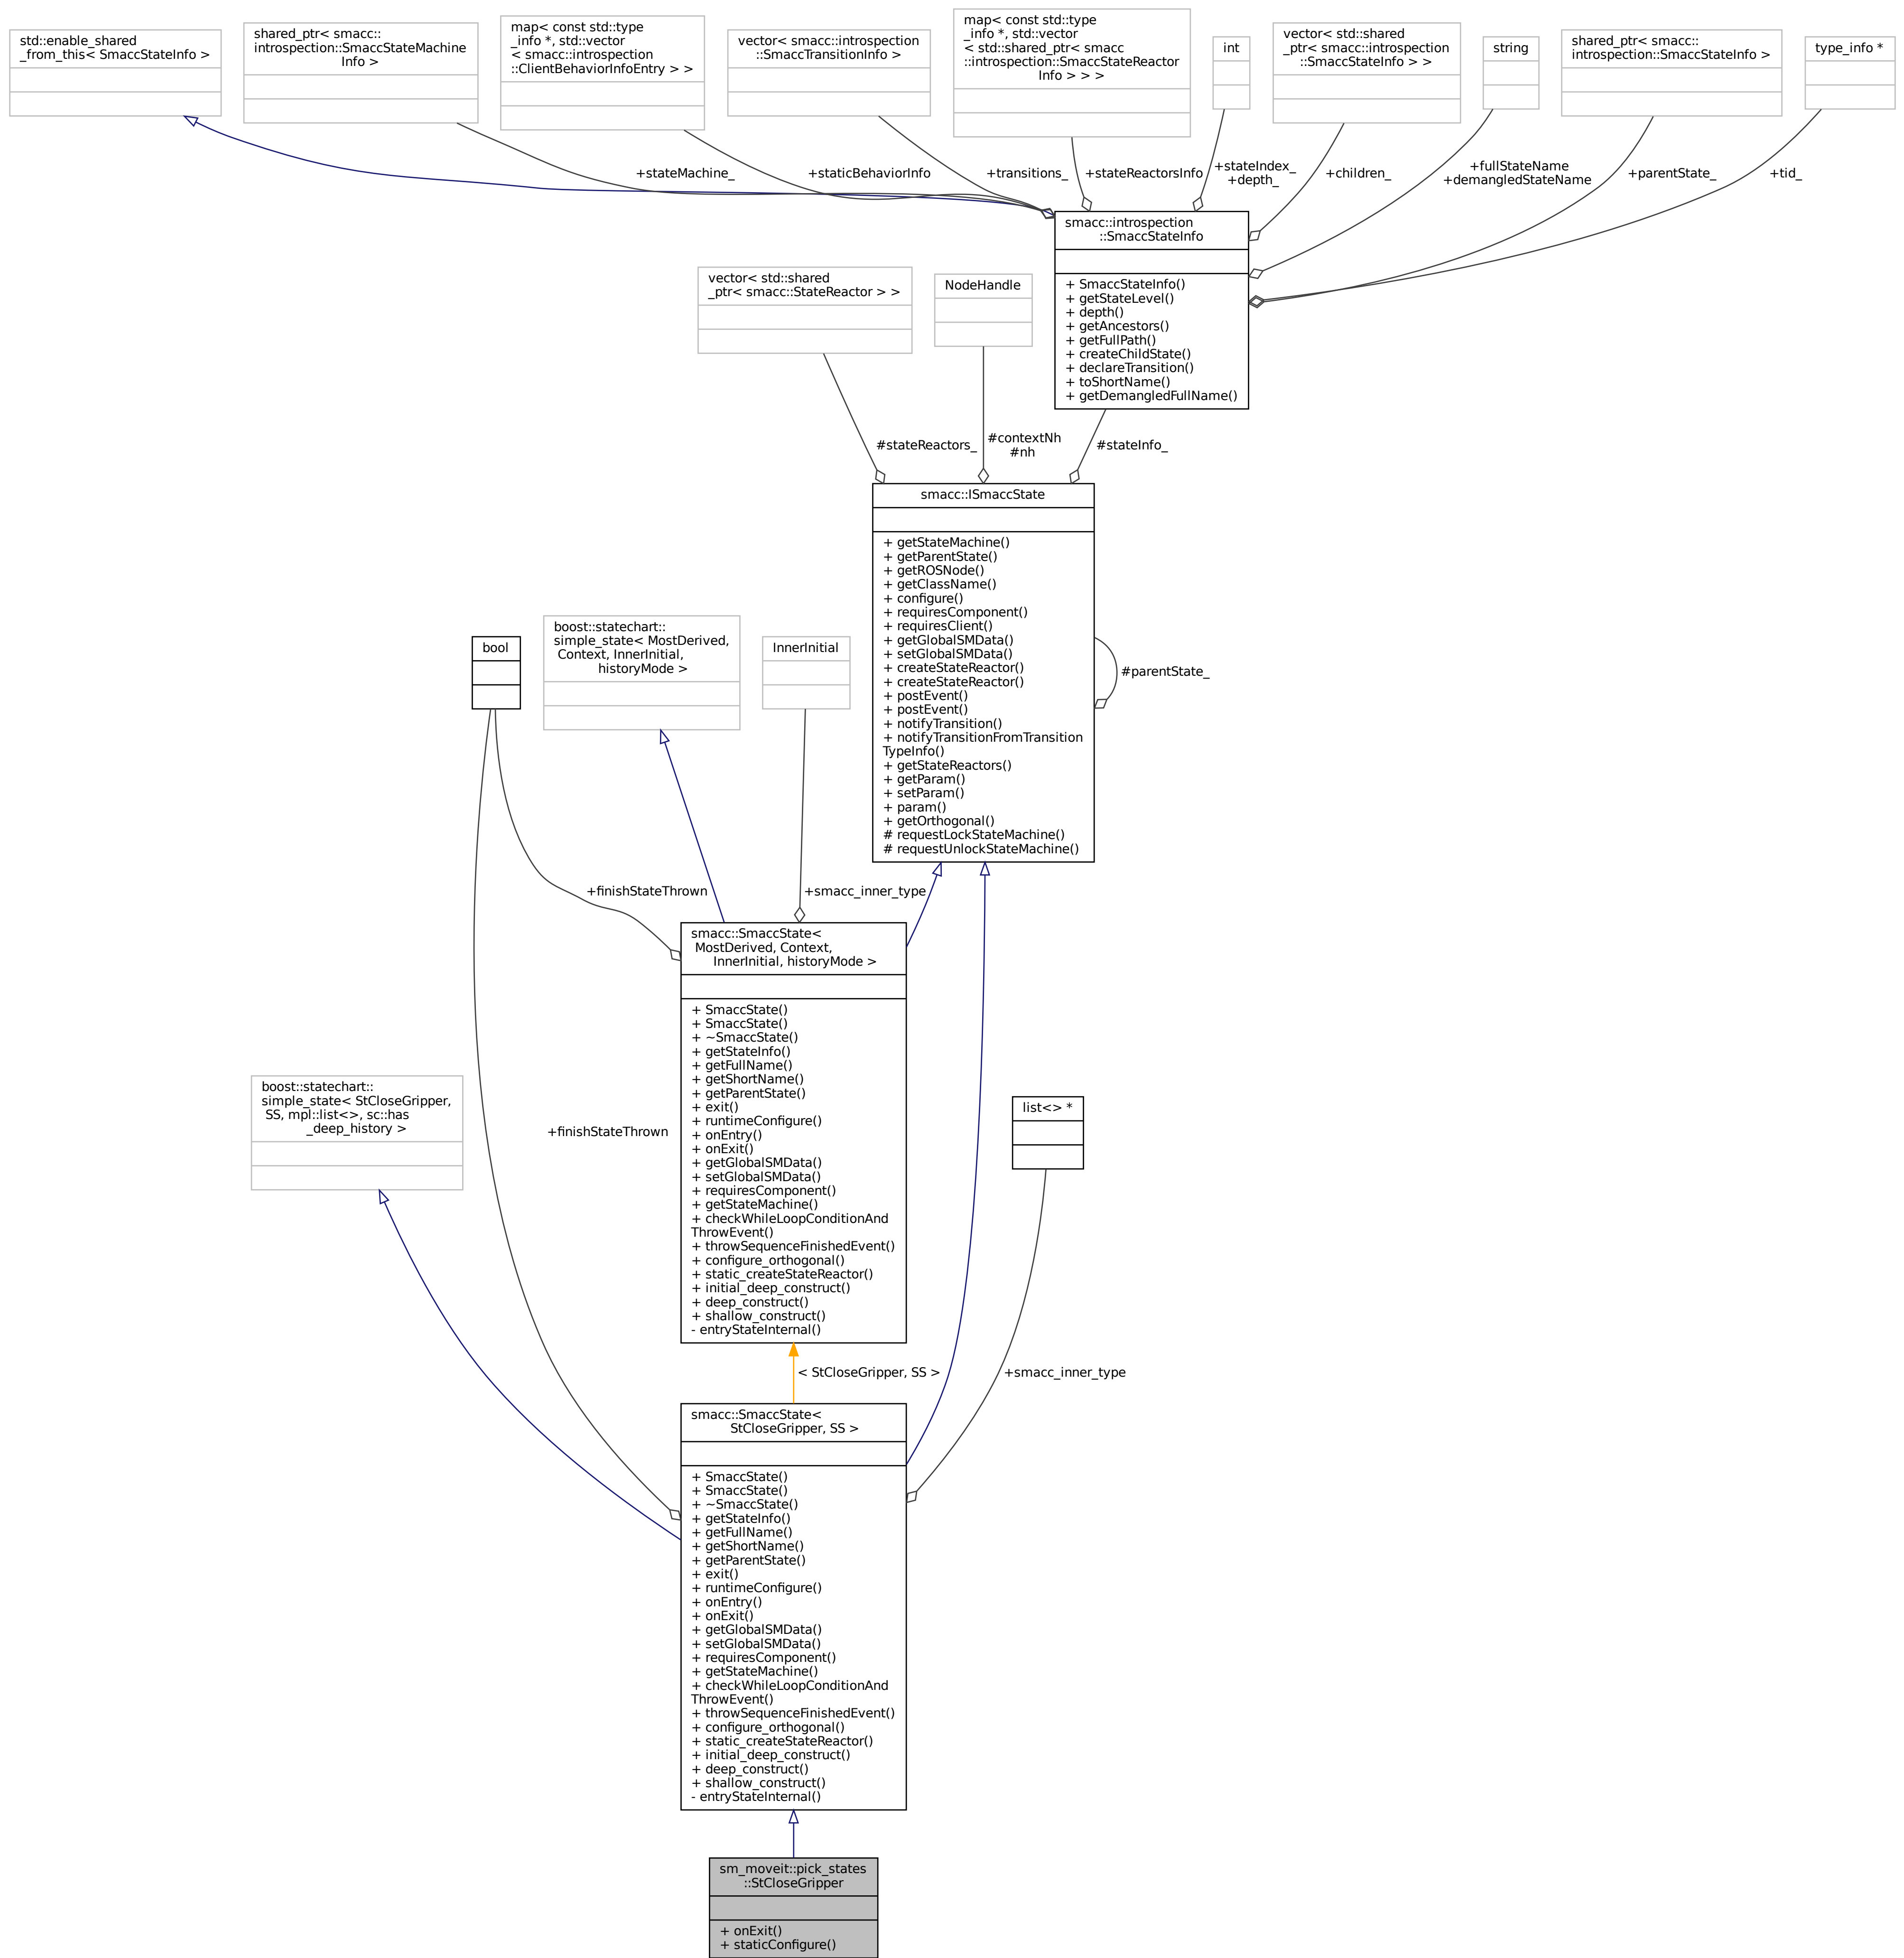 std::enable_shared
_from_this< SmaccStateInfo >
shared_ptr< smacc::
introspection::SmaccStateMachine
Info >
map< const std::type
_info *, std::vector
< smacc::introspection
::ClientBehaviorInfoEntry > >
vector< smacc::introspection
::SmaccTransitionInfo >
map< const std::type
_info *, std::vector
< std::shared_ptr< smacc
::introspection::SmaccStateReactor
Info > > >
int
vector< std::shared
_ptr< smacc::introspection
::SmaccStateInfo > >
string
shared_ptr< smacc::
introspection::SmaccStateInfo >
type_info *
+stateMachine_
+staticBehaviorInfo
+transitions_
+stateReactorsInfo
+stateIndex_
+depth_
+children_
+fullStateName
+demangledStateName
+parentState_
+tid_
smacc::introspection
::SmaccStateInfo
+ SmaccStateInfo()
+ getStateLevel()
+ depth()
+ getAncestors()
+ getFullPath()
+ createChildState()
+ declareTransition()
+ toShortName()
+ getDemangledFullName()
vector< std::shared
_ptr< smacc::StateReactor > >
NodeHandle
#stateReactors_
#contextNh
#nh
#stateInfo_
smacc::ISmaccState
+ getStateMachine()
+ getParentState()
+ getROSNode()
+ getClassName()
+ configure()
+ requiresComponent()
+ requiresClient()
+ getGlobalSMData()
+ setGlobalSMData()
+ createStateReactor()
+ createStateReactor()
+ postEvent()
+ postEvent()
+ notifyTransition()
+ notifyTransitionFromTransition
TypeInfo()
+ getStateReactors()
+ getParam()
+ setParam()
+ param()
+ getOrthogonal()
# requestLockStateMachine()
# requestUnlockStateMachine()
#parentState_
bool
boost::statechart::
simple_state< MostDerived,
Context, InnerInitial,
historyMode >
InnerInitial
+finishStateThrown
+smacc_inner_type
smacc::SmaccState<
MostDerived, Context,
InnerInitial, historyMode >
+ SmaccState()
+ SmaccState()
+ ~SmaccState()
+ getStateInfo()
+ getFullName()
+ getShortName()
+ getParentState()
+ exit()
+ runtimeConfigure()
+ onEntry()
+ onExit()
+ getGlobalSMData()
+ setGlobalSMData()
+ requiresComponent()
+ getStateMachine()
+ checkWhileLoopConditionAnd
ThrowEvent()
+ throwSequenceFinishedEvent()
+ configure_orthogonal()
+ static_createStateReactor()
+ initial_deep_construct()
+ deep_construct()
+ shallow_construct()
- entryStateInternal()
boost::statechart::
simple_state< StCloseGripper,
SS, mpl::list<>, sc::has
_deep_history >
+finishStateThrown
list<> *
< StCloseGripper, SS >
+smacc_inner_type
smacc::SmaccState<
StCloseGripper, SS >
+ SmaccState()
+ SmaccState()
+ ~SmaccState()
+ getStateInfo()
+ getFullName()
+ getShortName()
+ getParentState()
+ exit()
+ runtimeConfigure()
+ onEntry()
+ onExit()
+ getGlobalSMData()
+ setGlobalSMData()
+ requiresComponent()
+ getStateMachine()
+ checkWhileLoopConditionAnd
ThrowEvent()
+ throwSequenceFinishedEvent()
+ configure_orthogonal()
+ static_createStateReactor()
+ initial_deep_construct()
+ deep_construct()
+ shallow_construct()
- entryStateInternal()
sm_moveit::pick_states
::StCloseGripper
+ onExit()
+ staticConfigure()